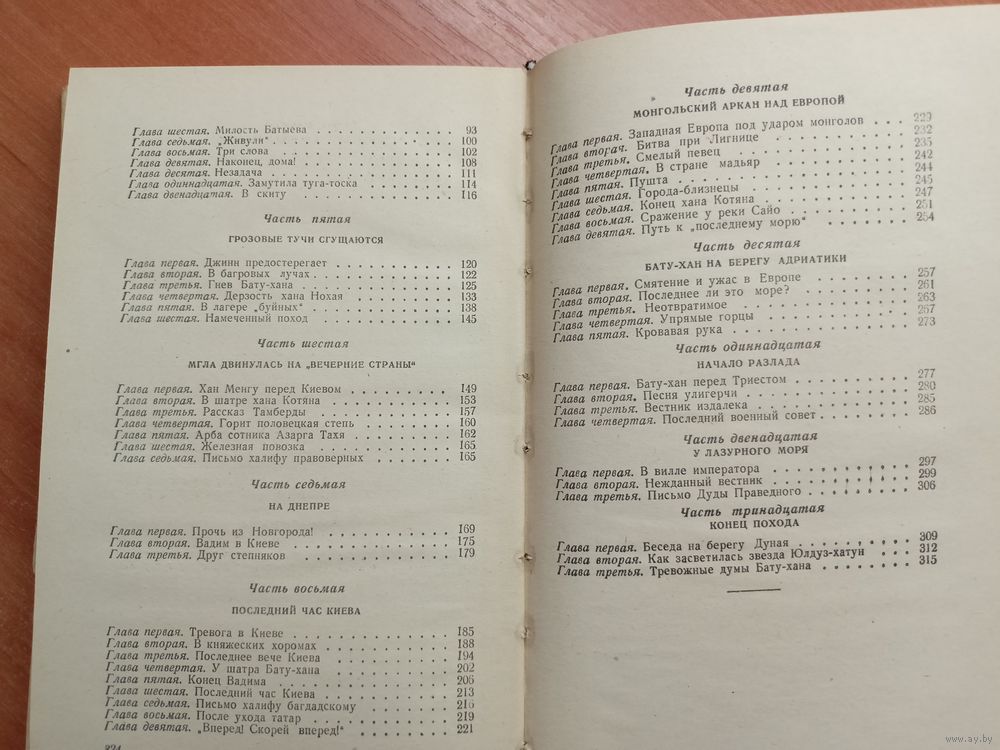 Глава шестая. Милость Батыева . . . . . . . . . . . . 93
Глава седьмая. „Живули“ . . . . . . . . . . . . 100
Глава восьмая. Три слова . . . . . . . . . . . . 102
Глава девятая. Наконец, дома! . . . . . . . . . . . . 108
Глава десятая. Незадача . . . . . . . . . . . . 111
Глава одиннадцатая. Замутила туга-тоска . . . . . . . . 114
Глава двенадцатая. В скиту . . . . . . . . . . . . 116
Часть пятая
ГРОЗОВЫЕ ТУЧИ СГУЩАЮТСЯ
Глава первая. Джинн предостерегает . . . . . . . . . . 120
Глава вторая. В багровых лучах . . . . . . . . . . . . 122
Глава третья. Гнев Бату-хана . . . . . . . . . . . . 125
Глава четвертая. Дерзость хана Нохая . . . . . . . . . 133
Глава пятая. В лагере „буйных“ . . . . . . . . . . . . 138
Глава шестая. Намеченный поход . . . . . . . . . . . . 145
Часть шестая
МГЛА ДВИНУЛАСЬ НА „ВЕЧЕРНИЕ СТРАНЫ“
Глава первая. Хан Менгу перед Киевом . . . . . . . . . 149
Глава вторая. В шатре хана Котяна . . . . . . . . . . 153
Глава третья. Рассказ Тамберды . . . . . . . . . . . . 157
Глава четвертая. Горит половецкая степь . . . . . . . . 160
Глава пятая. Арба сотника Азарга Тахя . . . . . . . . . 162
Глава шестая. Железная повозка . . . . . . . . . . . . 165
Глава седьмая. Письмо халифу правоверных . . . . . . . . 165
Часть седьмая
НА ДНЕПРЕ
Глава первая. Прочь из Новгорода! . . . . . . . . . . 169
Глава вторая. Вадим в Киеве . . . . . . . . . . . . 175
Глава третья. Друг степняков . . . . . . . . . . . . 179
Часть восьмая
ПОСЛЕДНИЙ ЧАС КИЕВА
Глава первая. Тревога в Киеве . . . . . . . . . . . . 185
Глава вторая. В княжеских хоромах . . . . . . . . . . 188
Глава третья. Последнее вече Киева . . . . . . . . . . 194
Глава четвертая. У шатра Бату-хана . . . . . . . . . . 202
Глава пятая. Конец Вадима . . . . . . . . . . . . 206
Глава шестая. Последний час Киева . . . . . . . . . . 213
Глава седьмая. Письмо халифу багдадскому . . . . . . . . 216
Глава восьмая. После ухода татар . . . . . . . . . . . 219
Глава девятая. „Вперед! Скорей вперед!“ . . . . . . . . 221
324
Часть девятая
МОНГОЛЬСКИЙ АРКАН НАД ЕВРОПОЙ
Глава первая. Западная Европа под ударом монголов . . . 229
Глава вторая. Битва при Лигнице . . . . . . . . . . 232
Глава третья. Смелый певец . . . . . . . . . . . . 235
Глава четвертая. В стране мадьяр . . . . . . . . . . 242
Глава пятая. Пушта . . . . . . . . . . . . 244
Глава шестая. Города-близнецы . . . . . . . . . . . . 245
Глава седьмая. Конец хана Котяна . . . . . . . . . . 247
Глава восьмая. Сражение у реки Сайо . . . . . . . . . 251
Глава девятая. Путь к „последнему морю“ . . . . . . . . 254
Часть десятая
БАТУ-ХАН НА БЕРЕГУ АДРИАТИКИ
Глава первая. Смятение и ужас в Европе . . . . . . . . 257
Глава вторая. Последнее ли это море? . . . . . . . . . 261
Глава третья. Неотвратимое . . . . . . . . . . . . 263
Глава четвертая. Упрямые горцы . . . . . . . . . . . 267
Глава пятая. Кровавая рука . . . . . . . . . . . . 273
Часть одиннадцатая
НАЧАЛО РАЗЛАДА
Глава первая. Бату-хан перед Триестом . . . . . . . . . 277
Глава вторая. Песня улигерчи . . . . . . . . . . . . 280
Глава третья. Вестник издалека . . . . . . . . . . . 285
Глава четвертая. Последний военный совет . . . . . . . . 286
Часть двенадцатая
У ЛАЗУРНОГО МОРЯ
Глава первая. В вилле императора . . . . . . . . . . 297
Глава вторая. Нежданный вестник . . . . . . . . . . . 299
Глава третья. Письмо Дуды Праведного . . . . . . . . . 306
Часть тринадцатая
КОНЕЦ ПОХОДА
Глава первая. Беседа на берегу Дуная . . . . . . . . . 309
Глава вторая. Как засветилась звезда Юлдуз-хатун . . . 312
Глава третья. Тревожные думы Бату-хана . . . . . . . . 315
www.ay.by